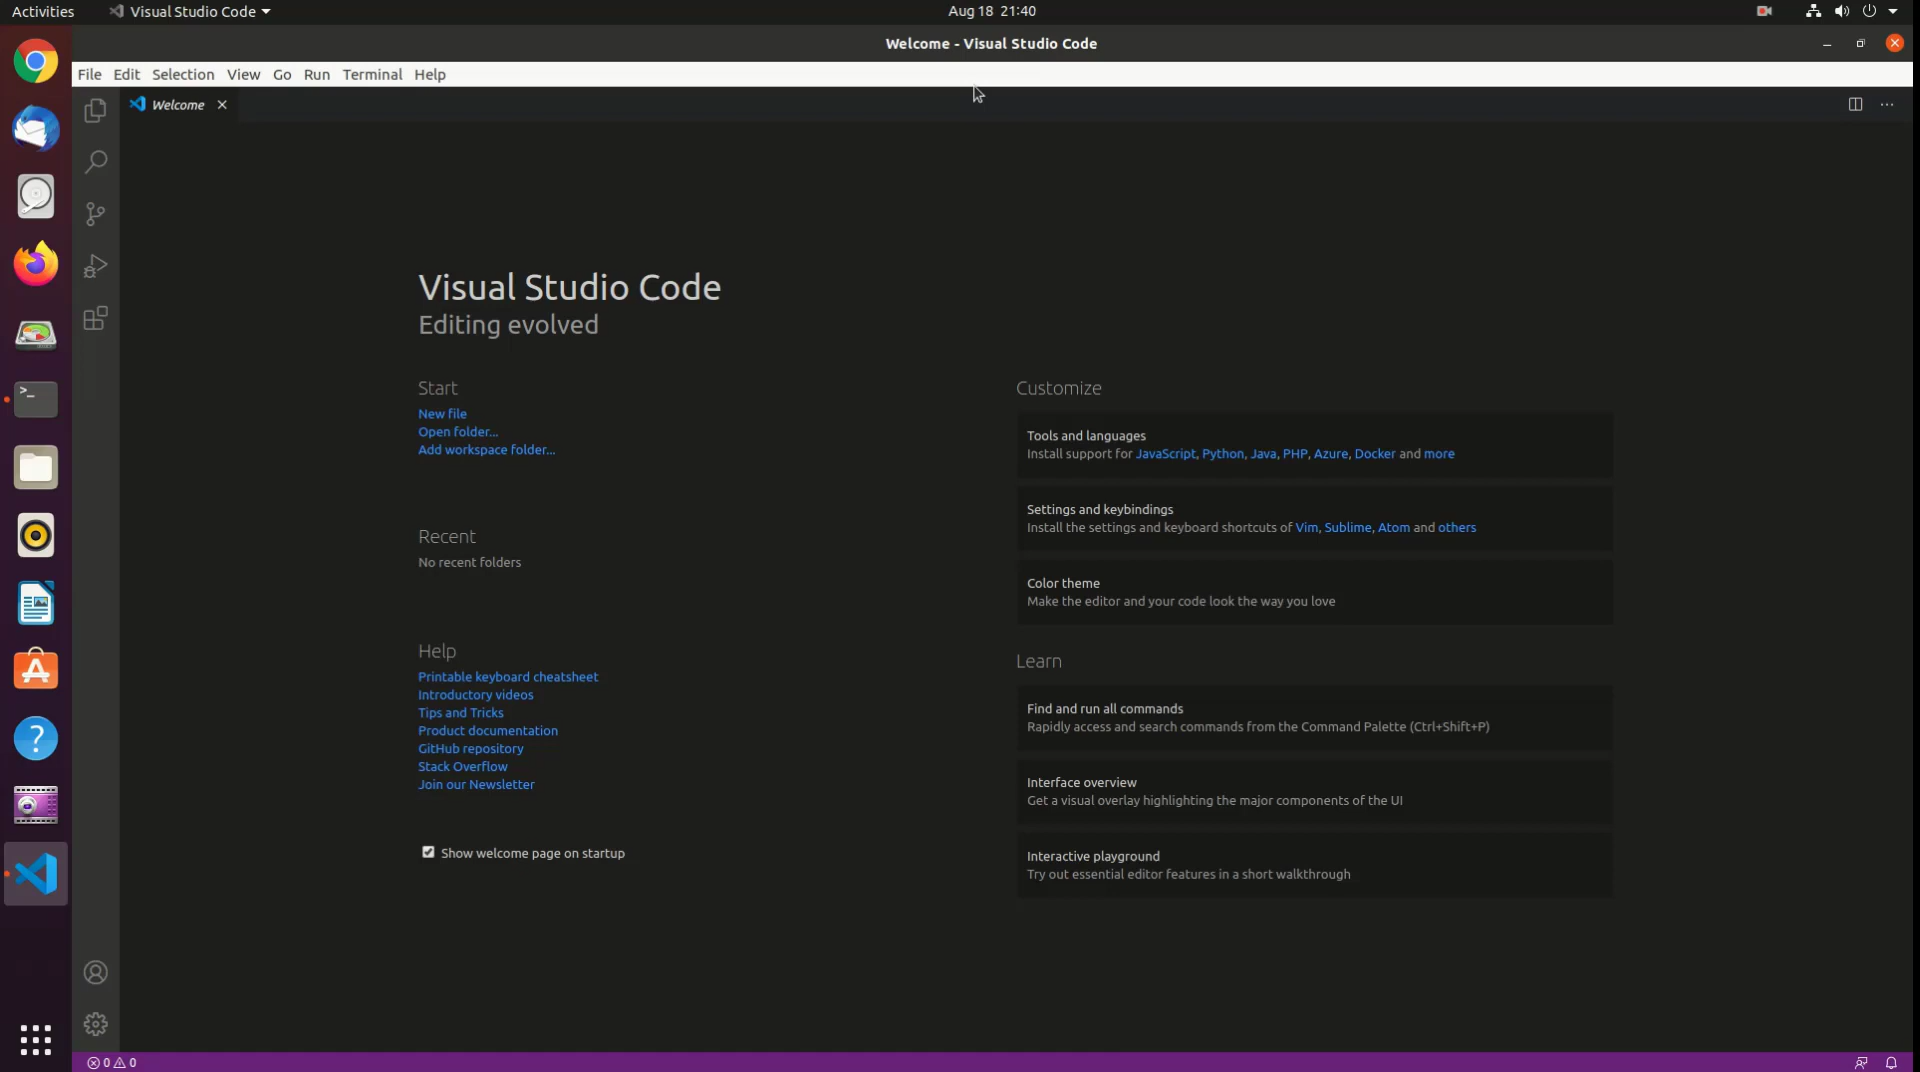 Activities
Visual Studio Code
Aug 18 21:40
Welcome - Visual Studio Code
File Edit Selection View Go Run Terminal Help
Welcome
Visual Studio Code
Editing evolved
Start
New file
Open folder...
Add workspace folder...
Recent
No recent folders
Help
Printable keyboard cheatsheet
Introductory videos
Tips and Tricks
Product documentation
GitHub repository
Stack Overflow
Join our Newsletter
Show welcome page on startup
Customize
Tools and languages
Install support for JavaScript, Python, Java, PHP, Azure, Docker and more
Settings and keybindings
Install the settings and keyboard shortcuts of Vim, Sublime, Atom and others
Color theme
Make the editor and your code look the way you love
Learn
Find and run all commands
Rapidly access and search commands from the Command Palette (Ctrl+Shift+P)
Interface overview
Get a visual overlay highlighting the major components of the UI
Interactive playground
Try out essential editor features in a short walkthrough
0 0